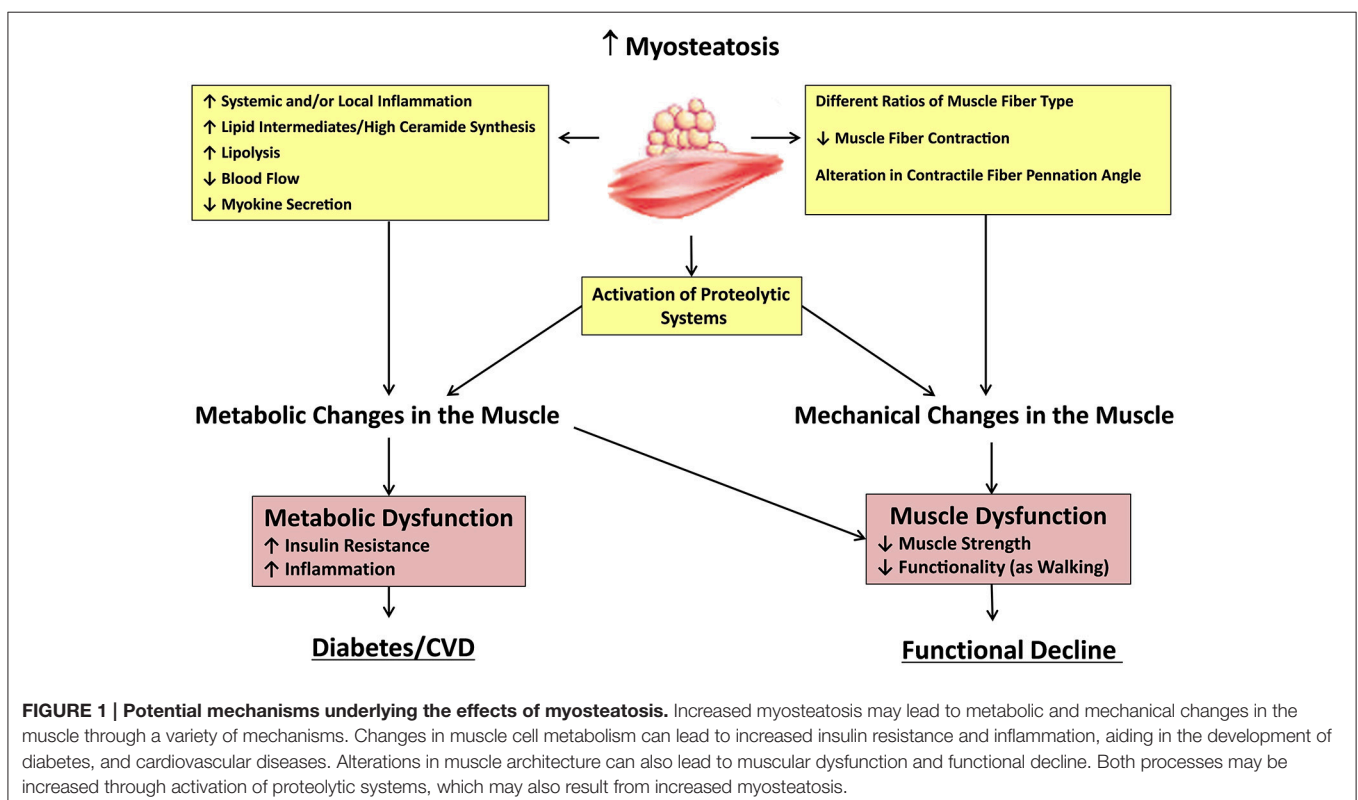 ↑ Myosteatosis
↑ Systemic and/or Local Inflammation
↑ Lipid Intermediates/High Ceramide Synthesis
↑ Lipolysis
↓ Blood Flow
↓ Myokine Secretion
Different Ratios of Muscle Fiber Type
↓ Muscle Fiber Contraction
Alteration in Contractile Fiber Pennation Angle
Activation of Proteolytic
Systems
Metabolic Changes in the Muscle
Mechanical Changes in the Muscle
Metabolic Dysfunction
↑ Insulin Resistance
↑ Inflammation
Muscle Dysfunction
↓ Muscle Strength
↓ Functionality (as Walking)
Diabetes/CVD
Functional Decline
FIGURE 1 | Potential mechanisms underlying the effects of myosteatosis. Increased myosteatosis may lead to metabolic and mechanical changes in the
muscle through a variety of mechanisms. Changes in muscle cell metabolism can lead to increased insulin resistance and inflammation, aiding in the development of
diabetes, and cardiovascular diseases. Alterations in muscle architecture can also lead to muscular dysfunction and functional decline. Both processes may be
increased through activation of proteolytic systems, which may also result from increased myosteatosis.